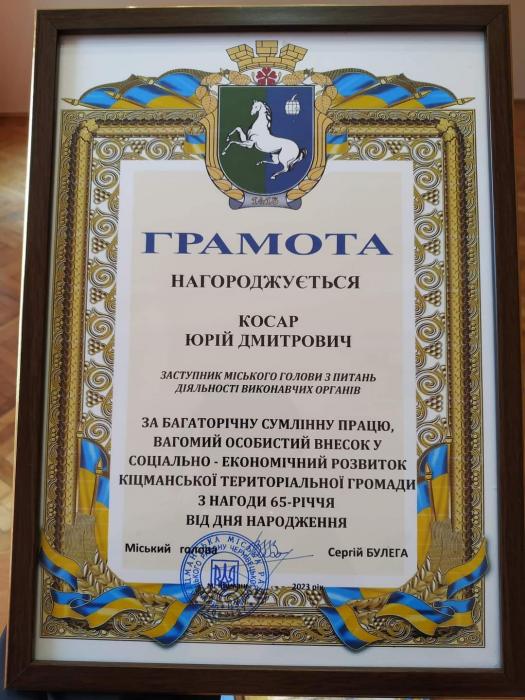 1413
ГРАМОТА
НАГОРОДЖУЄТЬСЯ
КОСАР
ЮРІЙ ДМИТРОВИЧ
ЗАСТУПНИК МІСЬКОГО ГОЛОВИ З ПИТАНЬ
ДІЯЛЬНОСТІ ВИКОНАВЧИХ ОРГАНІВ
ЗА БАГАТОРІЧНУ СУМЛІННУ ПРАЦЮ,
ВАГОМИЙ ОСОБИСТИЙ ВНЕСОК У
СОЦІАЛЬНО - ЕКОНОМІЧНИЙ РОЗВИТОК
КІЦМАНСЬКОЇ ТЕРИТОРІАЛЬНОЇ ГРОМАДИ
З НАГОДИ 65-РІЧЧЯ
ВІД ДНЯ НАРОДЖЕННЯ
Міський голова Сергій БУЛЕГА
2023 рік